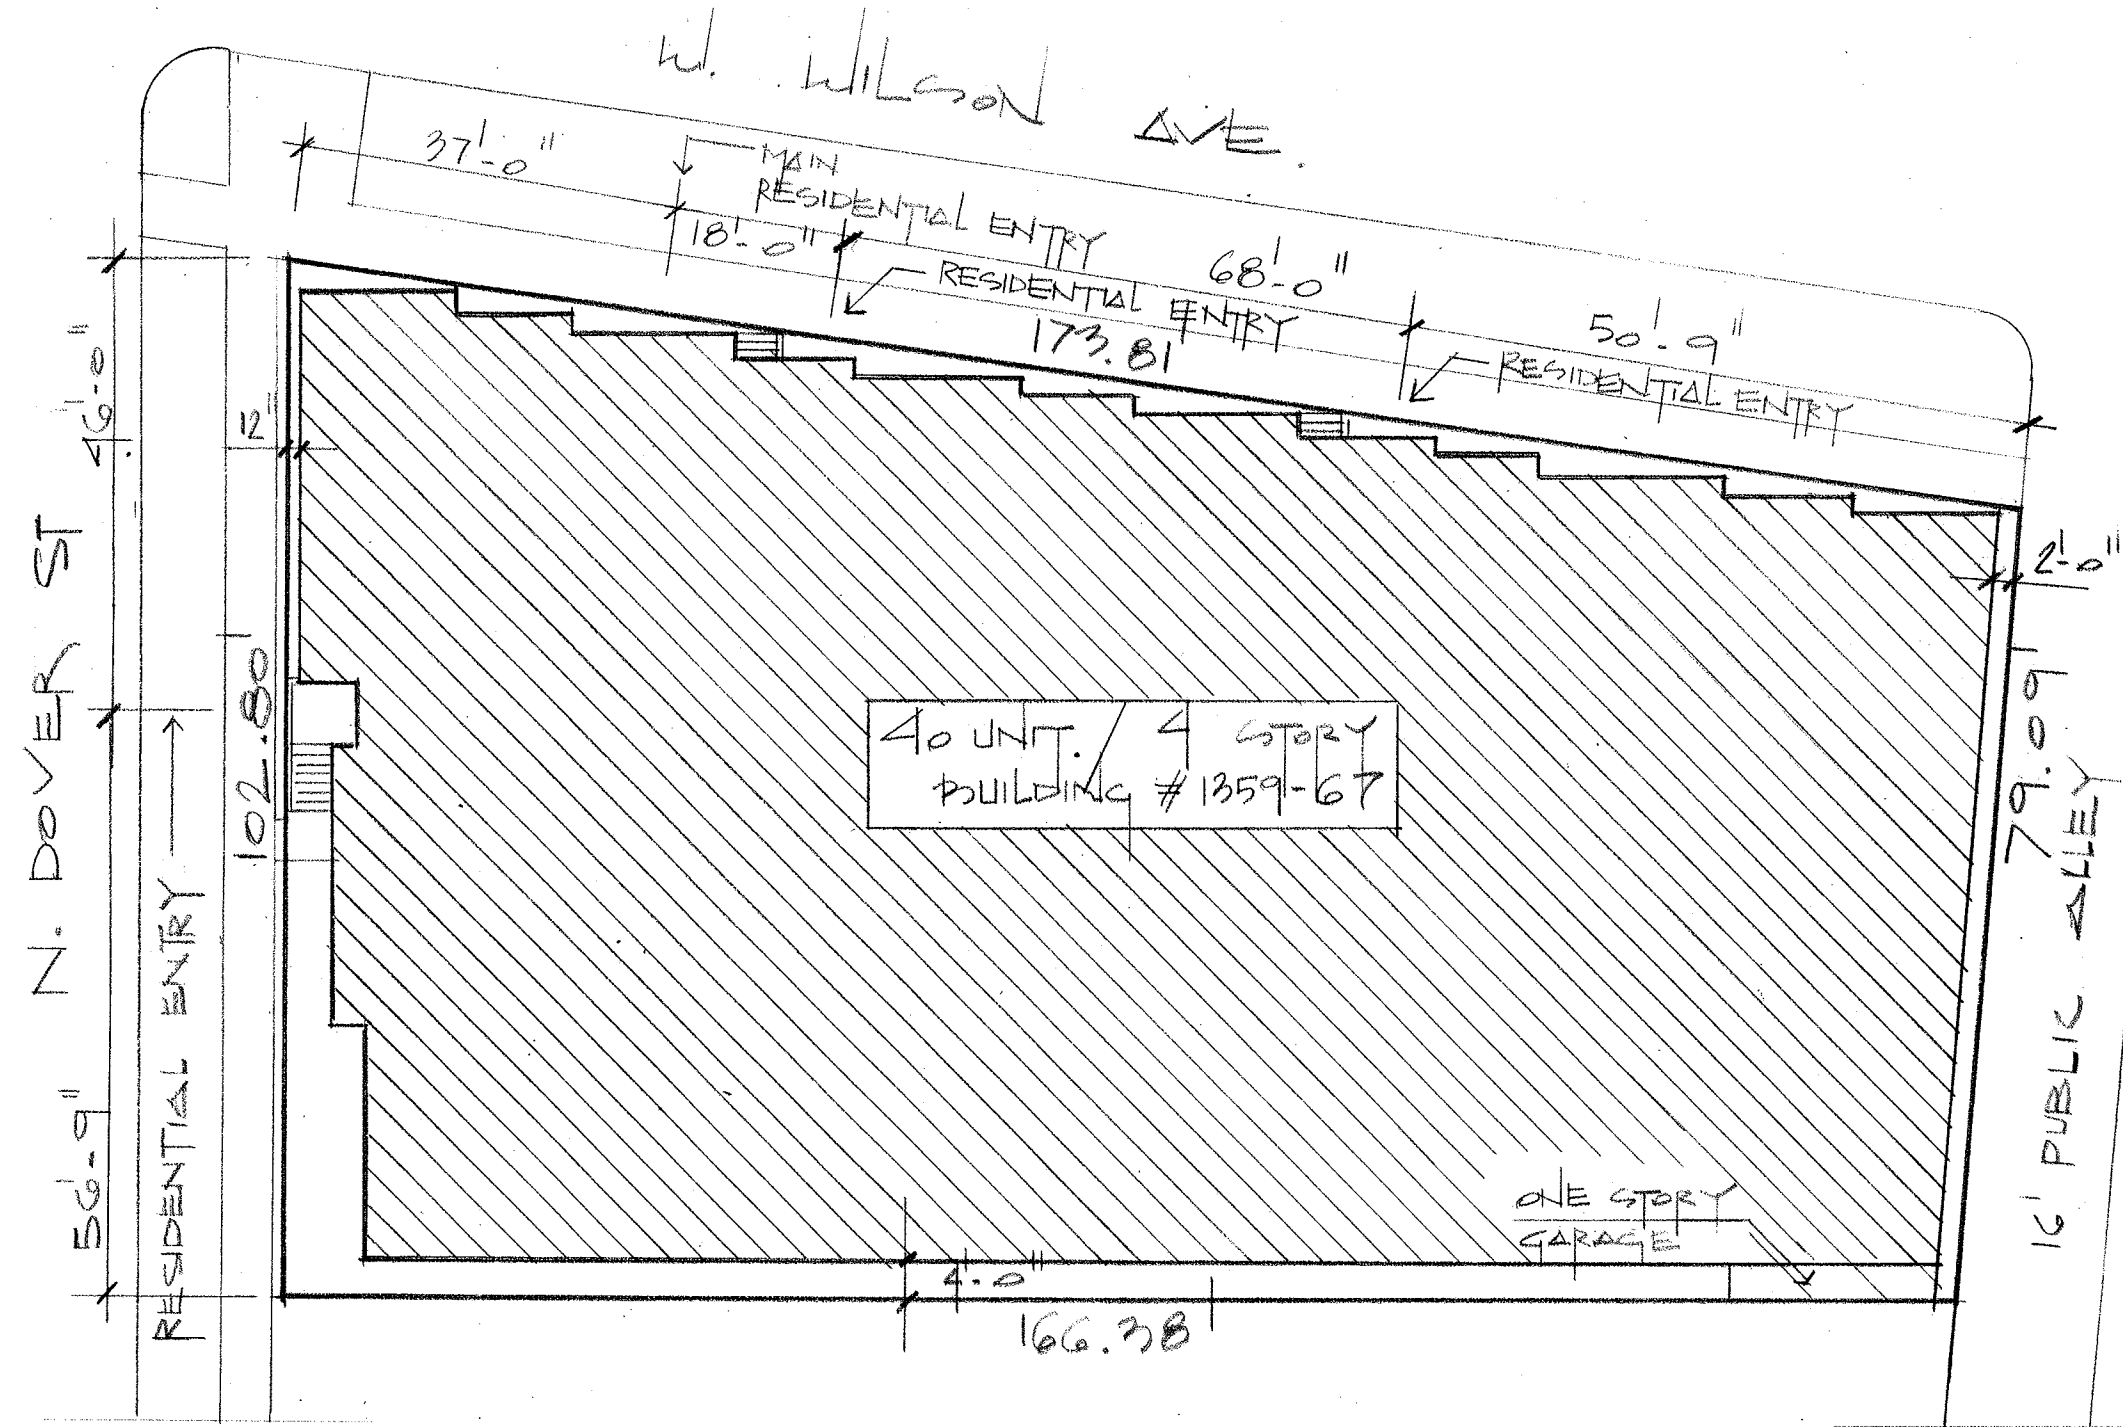 W. WILSON AVE.
37'-0"
MAIN
RESIDENTIAL ENTRY
18'-0"
RESIDENTIAL ENTRY
68'-0"
173.81
50'-9"
RESIDENTIAL ENTRY
46'-0"
12"
2'-0"
N. DOVER ST
102.80'
79.09'
40 UNIT. / 4 STORY
BUILDING # 1359-67
16' PUBLIC ALLEY
RESIDENTIAL ENTRY
56'-9"
ONE STORY
GARAGE
4'-0"
166.38